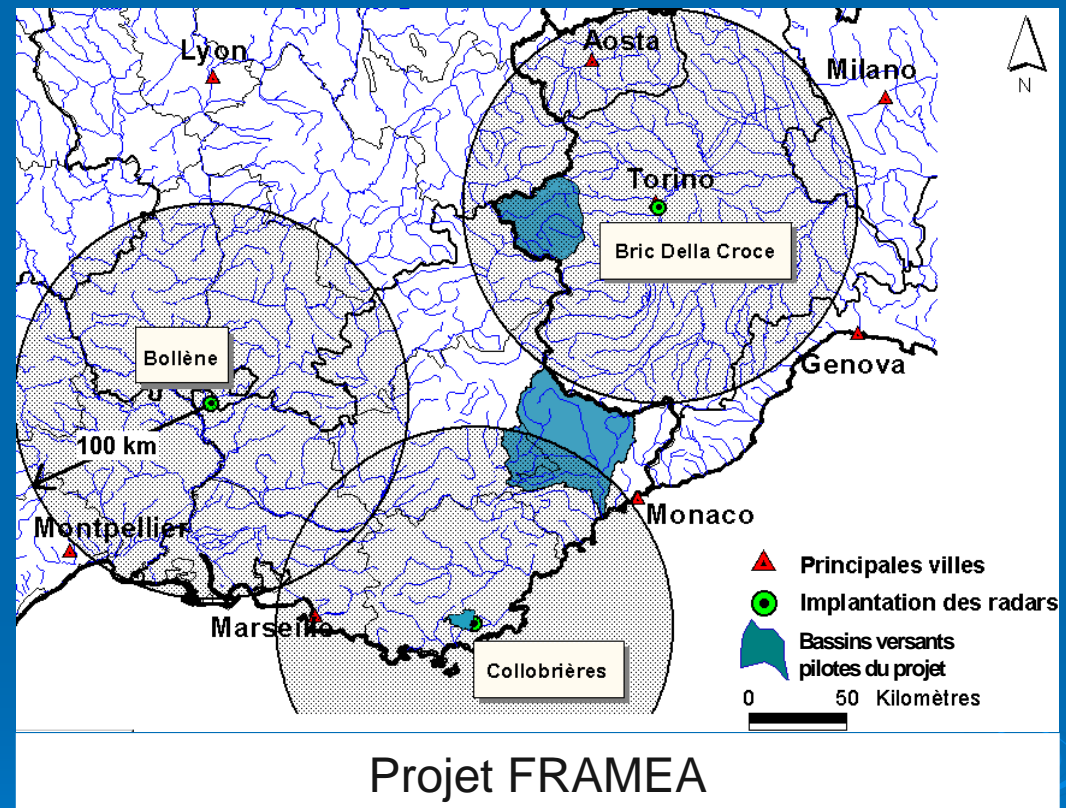 Lyon
Aosta
Milano
N
Torino
Bric Della Croce
Bollène
Genova
100 km
Montpellier
Monaco
Marseille
Collobrières
Principales villes
Implantation des radars
Bassins versants
pilotes du projet
0 50 Kilomètres
Projet FRAMEA